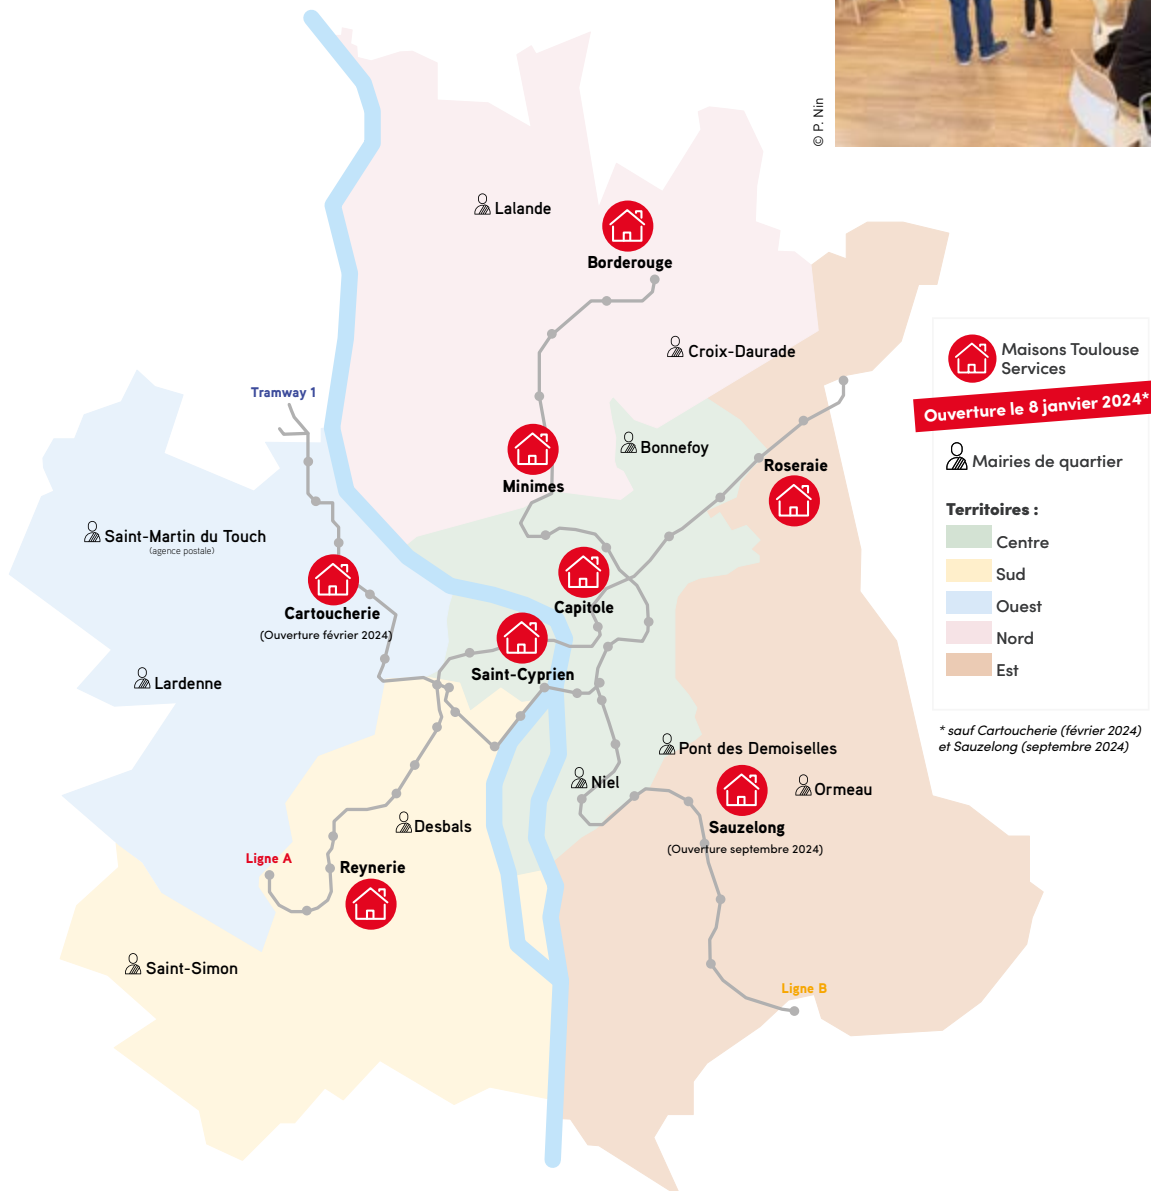 © P. Nin
Lalande
Borderouge
Croix-Daurade
Maisons Toulouse
Services
Ouverture le 8 janvier 2024*
Tramway 1
Bonnefoy
Mairies de quartier
Roseraie
Minimes
Territoires :
Centre
Sud
Ouest
Nord
Est
Saint-Martin du Touch
(agence postale)
Cartoucherie
(Ouverture février 2024)
Capitole
Saint-Cyprien
Lardenne
* sauf Cartoucherie (février 2024)
et Sauzelong (septembre 2024)
Pont des Demoiselles
Niel
Ormeau
Desbals
Sauzelong
(Ouverture septembre 2024)
Ligne A
Reynerie
Saint-Simon
Ligne B